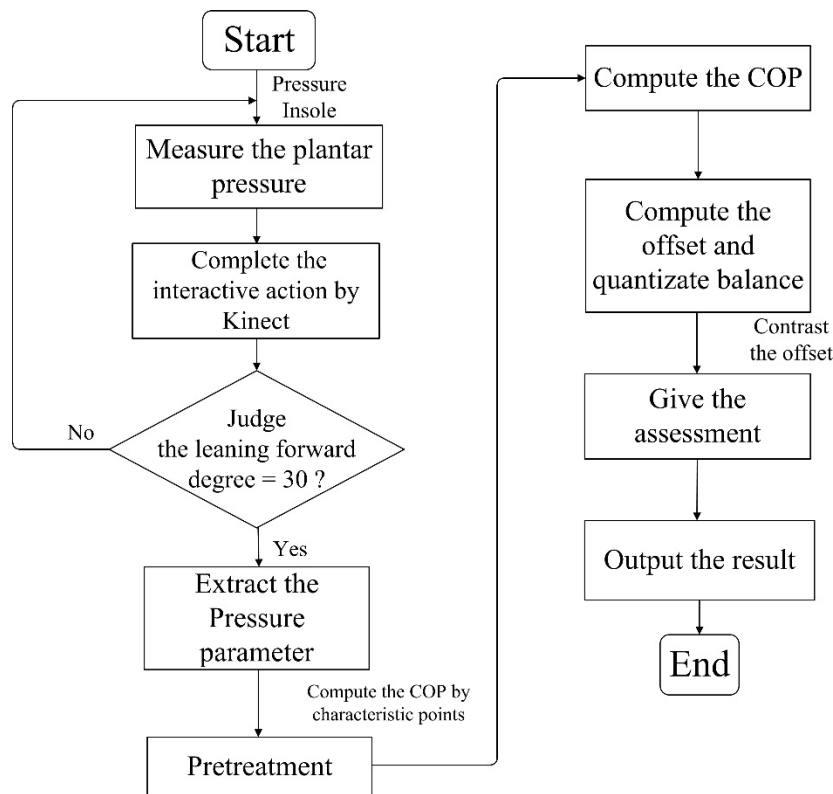 Start
Pressure
Insole
Measure the plantar
pressure
Complete the
interactive action by
Kinect
Judge
the leaning forward
degree = 30 ?
No
Yes
Extract the
Pressure
parameter
Compute the COP by
characteristic points
Pretreatment
Compute the COP
Compute the
offset and
quantizate balance
Contrast
the offset
Give the
assessment
Output the result
End